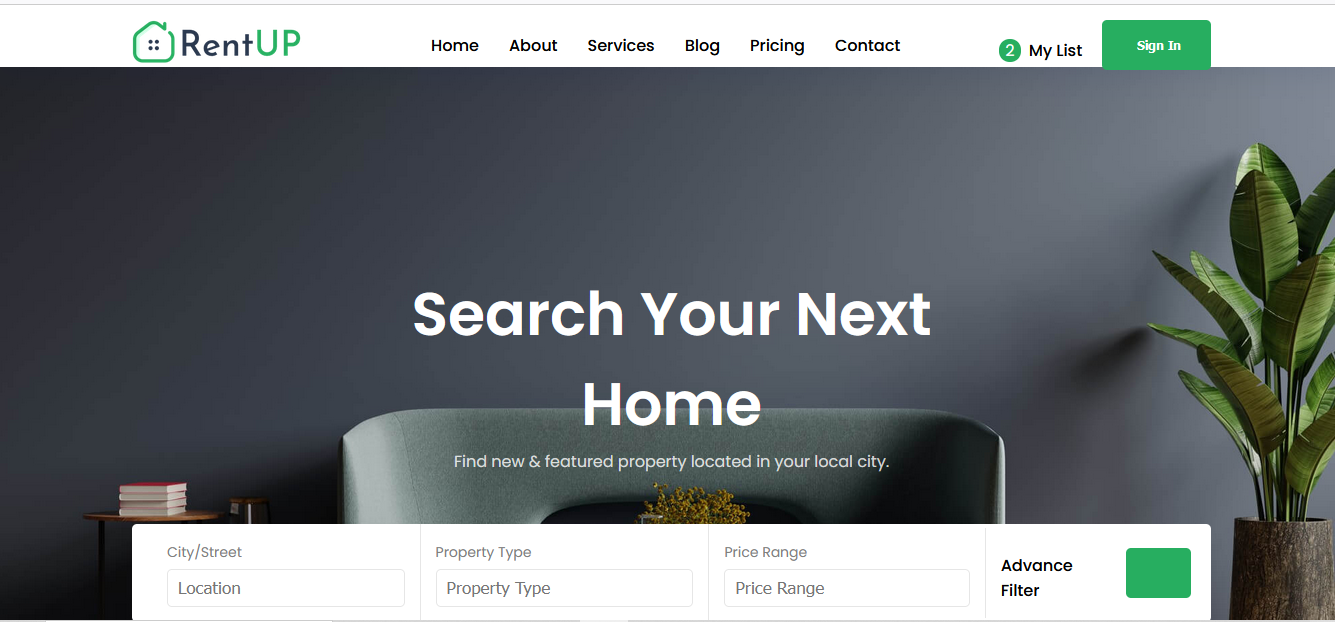 RentUP
Home About Services Blog Pricing Contact
2 My List
Sign In
Search Your Next
Home
Find new & featured property located in your local city.
City/Street
Location
Property Type
Property Type
Price Range
Price Range
Advance
Filter